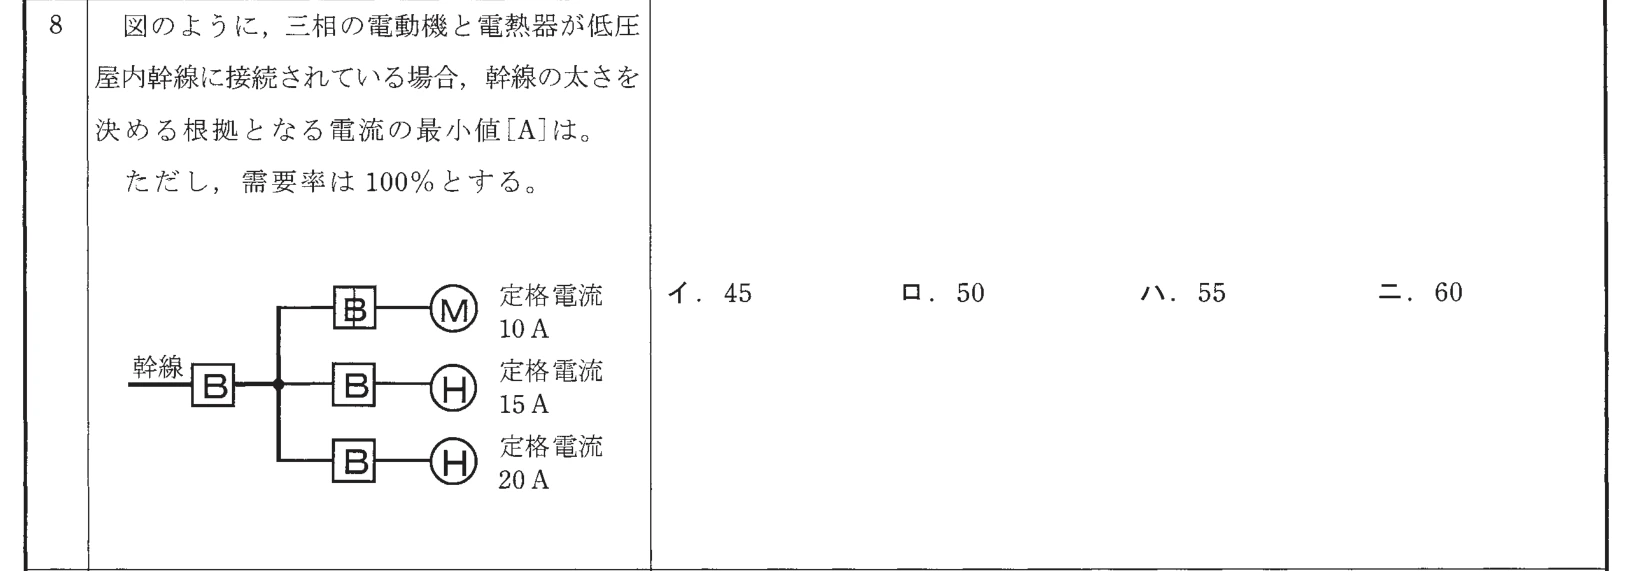 8
図のように，三相の電動機と電熱器が低圧
屋内幹線に接続されている場合，幹線の太さを
決める根拠となる電流の最小値[A]は。
ただし，需要率は 100%とする。
イ．45 ロ．50 ハ．55 ニ．60
B M 定格電流
10 A
幹線 B B H 定格電流
15 A
B H 定格電流
20 A